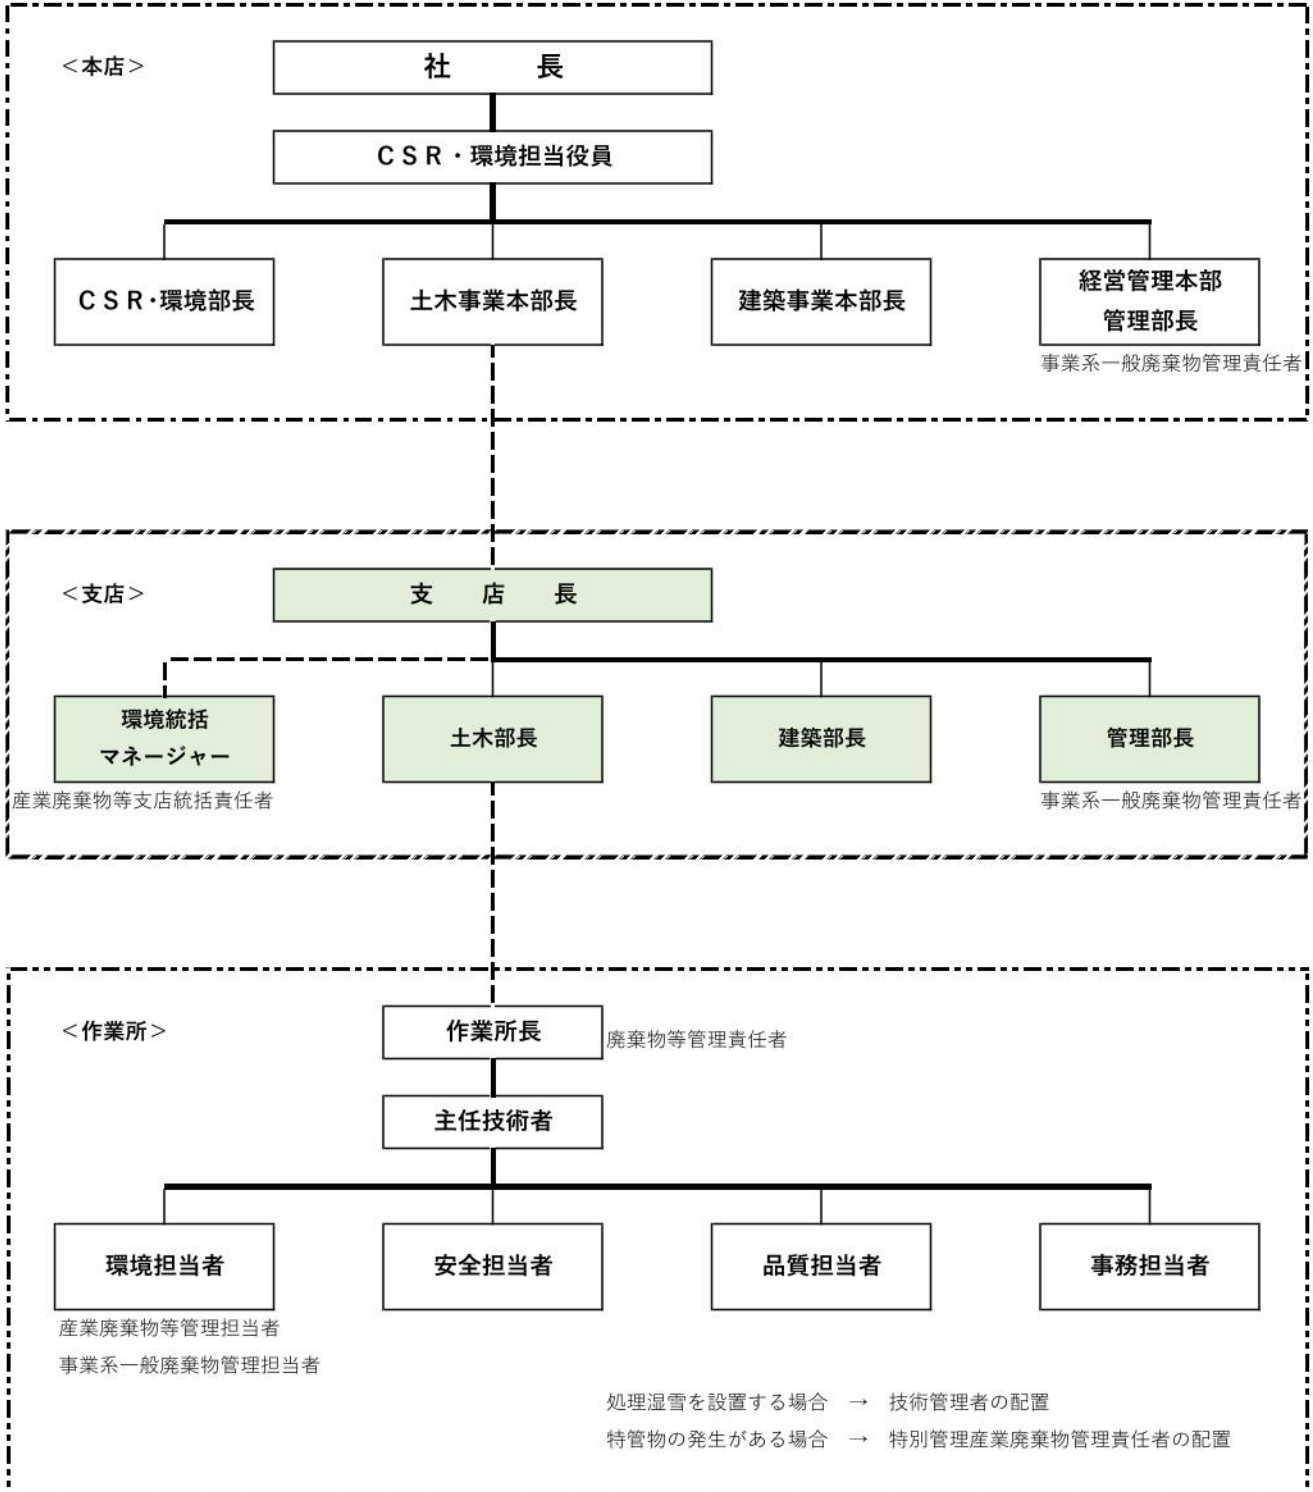 ＜本店＞
社　　　長
ＣＳＲ・環境担当役員
ＣＳＲ・環境部長
土木事業本部長
建築事業本部長
経営管理本部
管理部長
事業系一般廃棄物管理責任者
＜支店＞
支　　店　　長
環境統括
マネージャー
産業廃棄物等支店統括責任者
土木部長
建築部長
管理部長
事業系一般廃棄物管理責任者
＜作業所＞
作業所長
廃棄物等管理責任者
主任技術者
環境担当者
産業廃棄物等管理担当者
事業系一般廃棄物管理担当者
安全担当者
品質担当者
事務担当者
処理湿雪を設置する場合　→　技術管理者の配置
特管物の発生がある場合　→　特別管理産業廃棄物管理責任者の配置